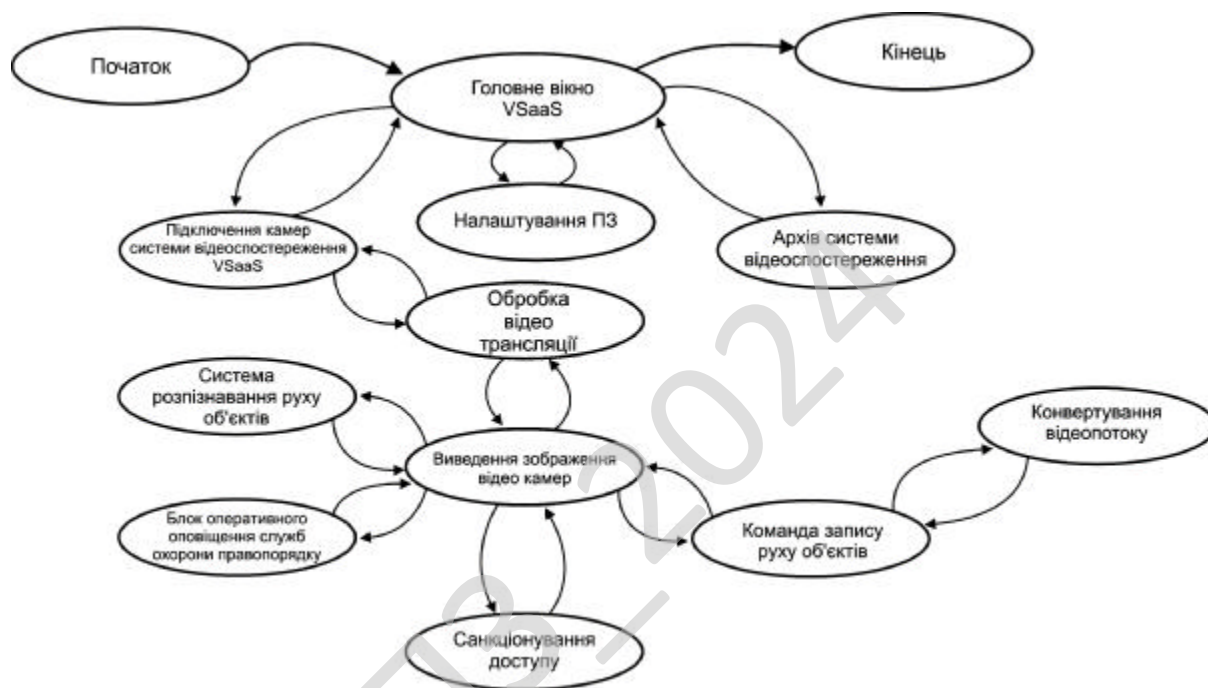 Початок
Кінець
Головне вікно
VSaaS
Підключення камер
системи відеоспостереження
VSaaS
Налаштування ПЗ
Архів системи
відеоспостереження
Обробка
відео
трансляції
Система
розпізнавання руху
об'єктів
Конвертування
відеопотоку
Виведення зображення
відео камер
Блок оперативного
оповіщення служб
охорони правопорядку
Команда запису
руху об'єктів
Санкціонування
доступу
ПЗ_2024